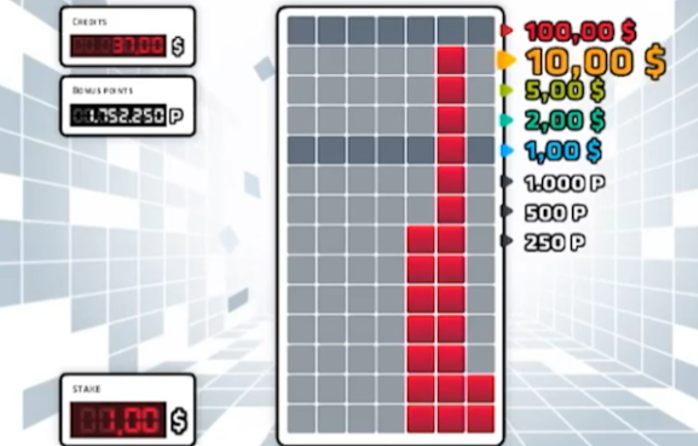 CREDITS
37,00 $
BONUS POINTS
1.752.250 P
STAKE
1,00 $
100,00 $
10,00 $
5,00 $
2,00 $
1,00 $
1.000 P
500 P
250 P